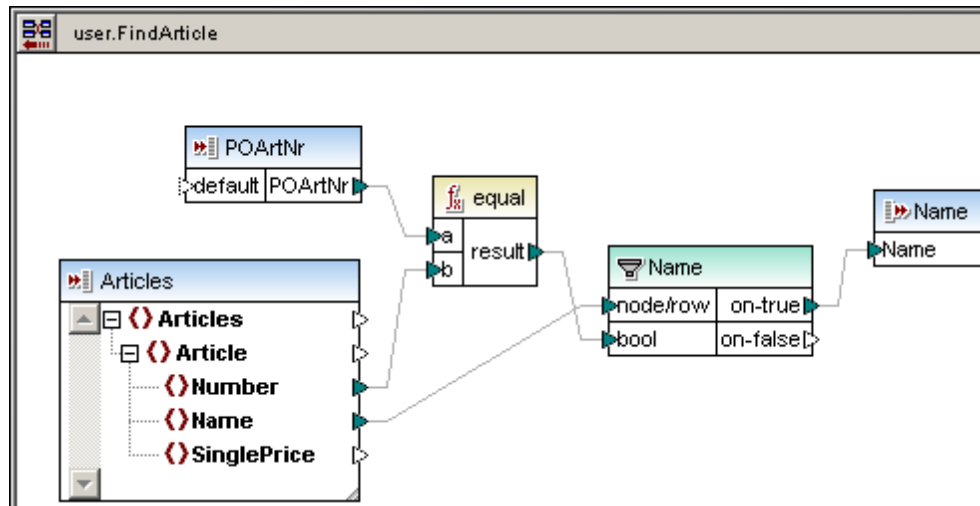 user.FindArticle
POArtNr
default POArtNr
equal
a
result
b
Name
Name
Articles
Name
node/row on-true
bool on-false
Articles
Article
Number
Name
SinglePrice